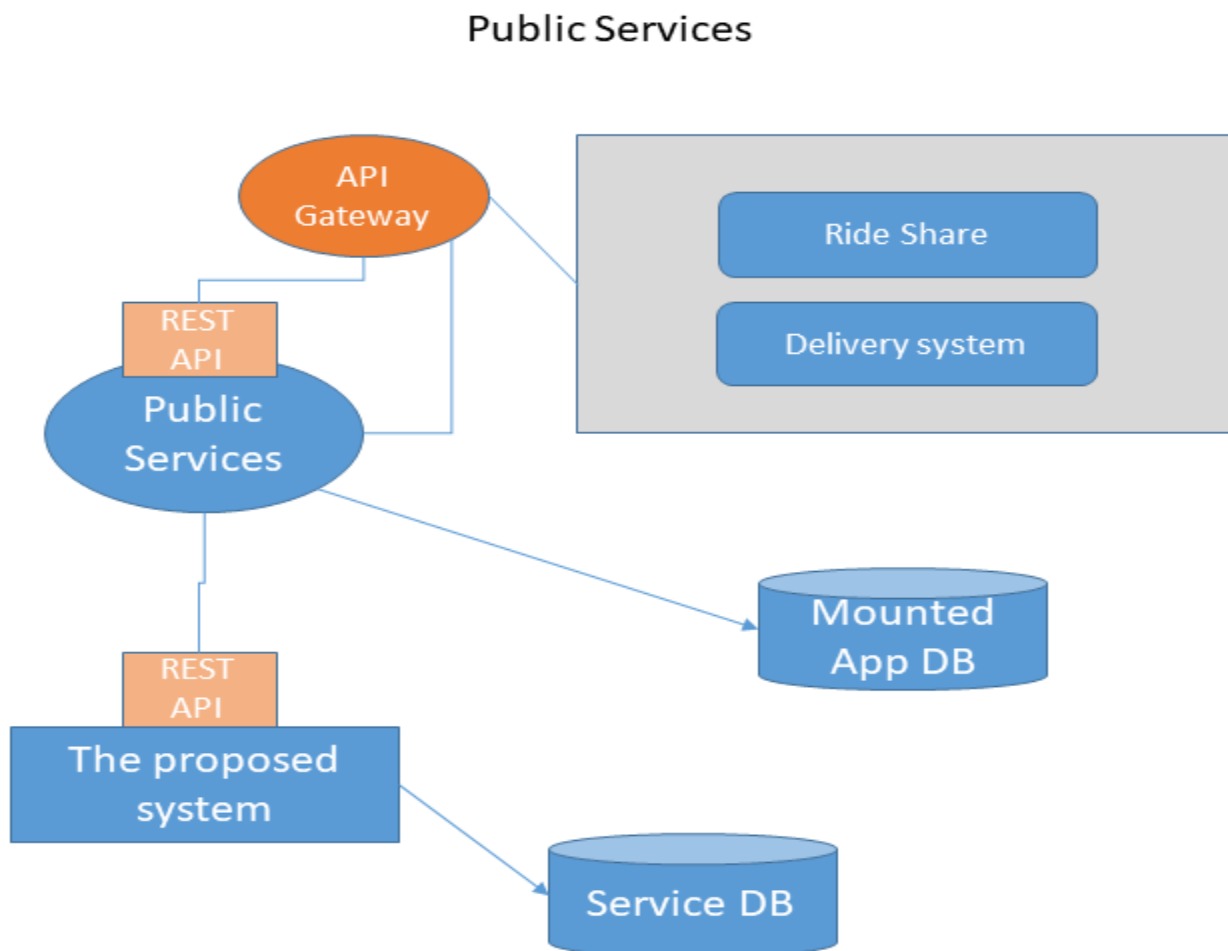 Public Services
API
Gateway
Ride Share
Delivery system
REST
API
Public
Services
Mounted
App DB
REST
API
The proposed
system
Service DB